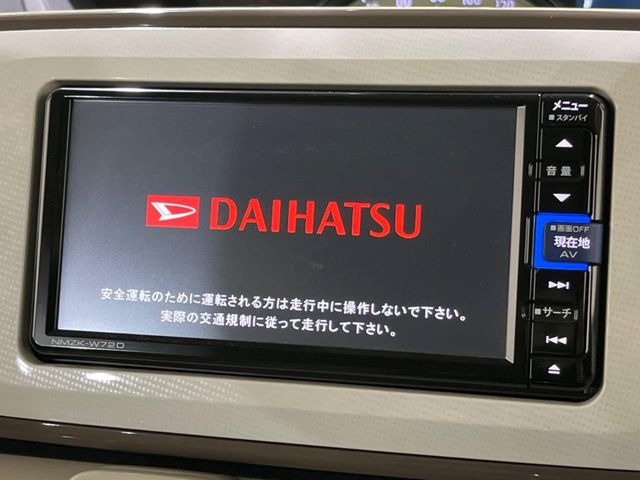 100 120
メニュー
スタンバイ
音量
DAIHATSU
画面OFF
現在地
AV
安全運転のために運転される方は走行中に操作しないで下さい。
実際の交通規制に従って走行して下さい。
サーチ
NMZK-W72D